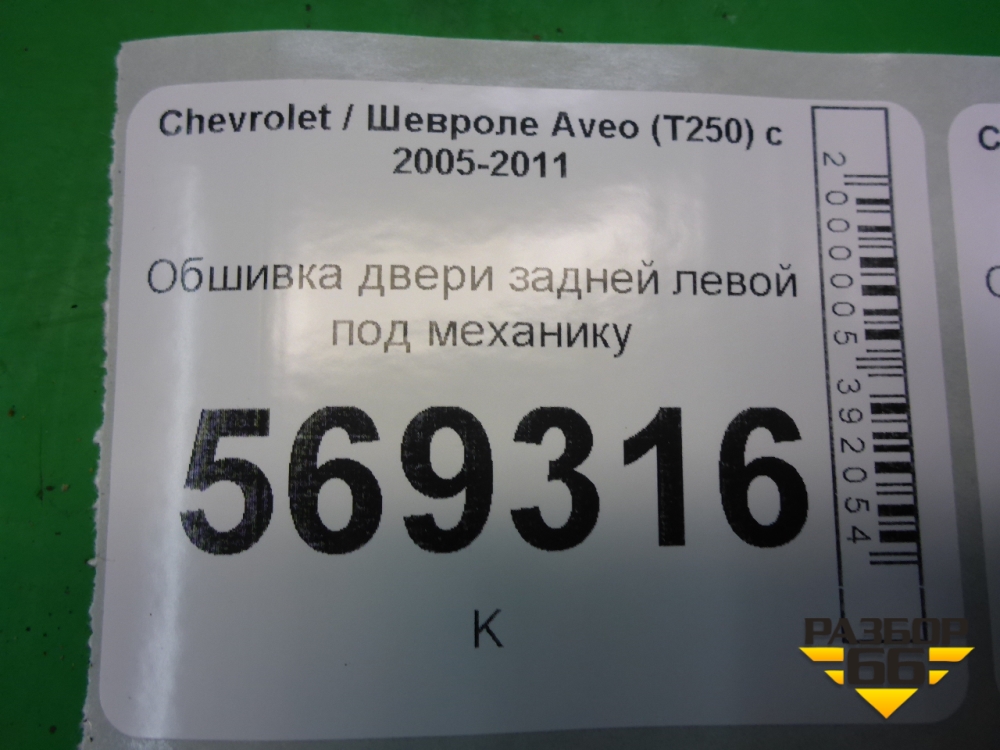 Chevrolet / Шевроле Aveo (T250) с
2005-2011
Обшивка двери задней левой
под механику
569316
К
2000005392054
РАЗБОР
66